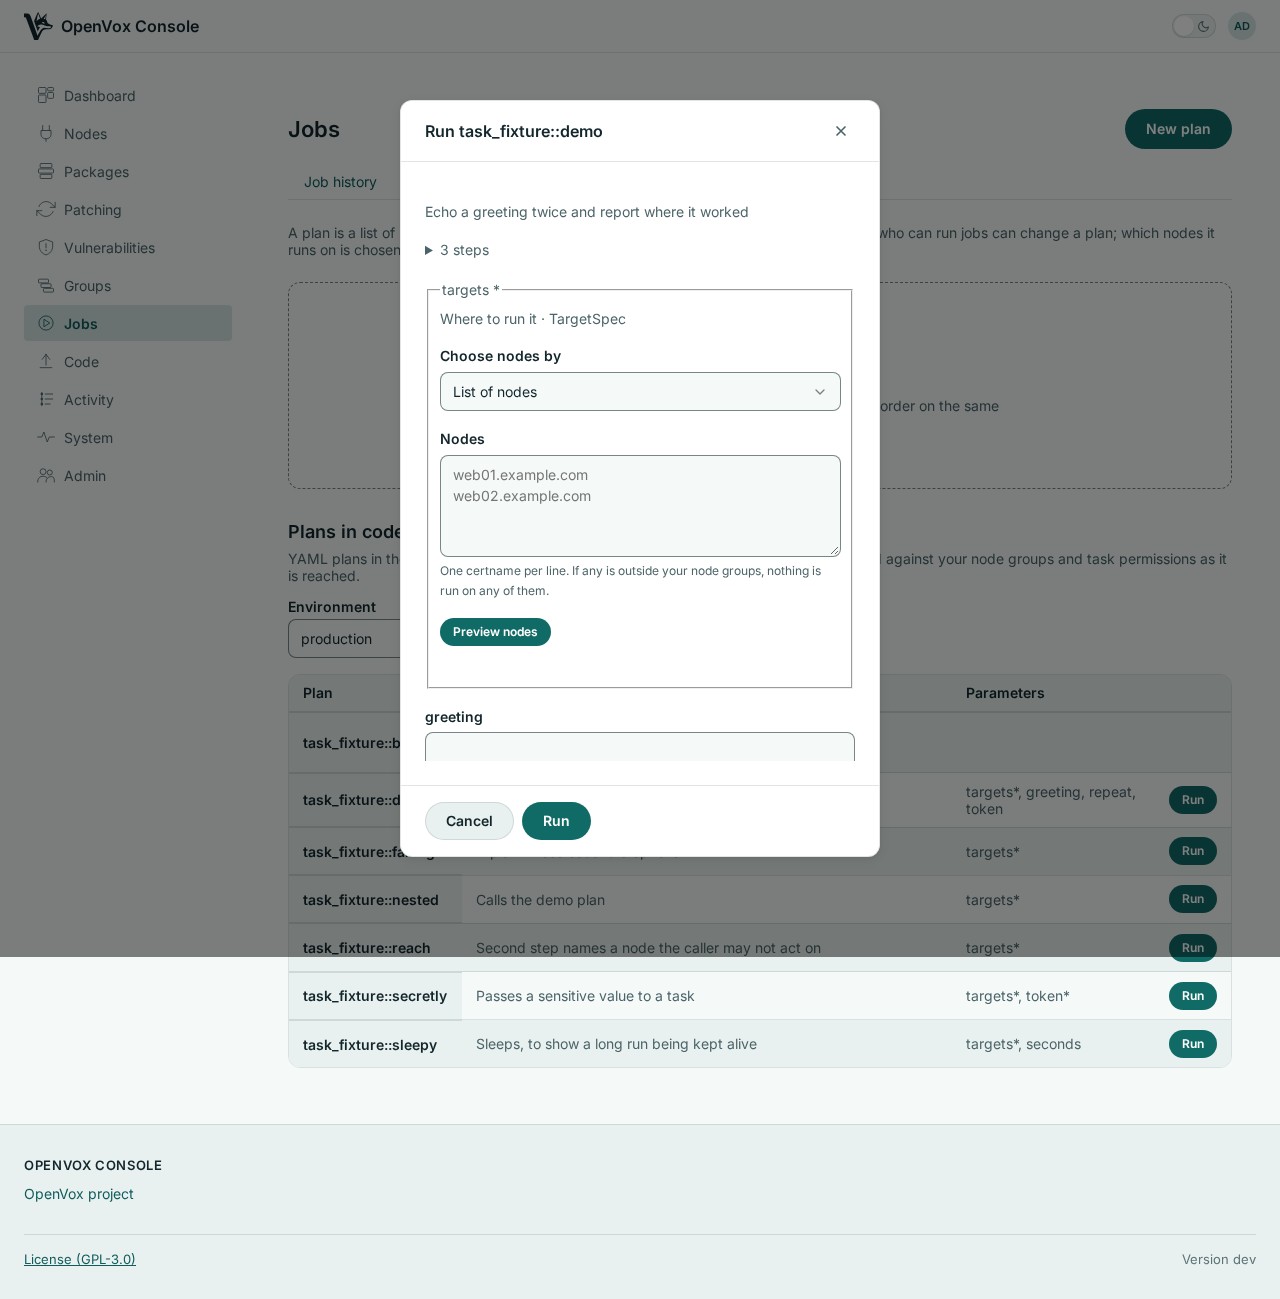 OpenVox Console
AD
Dashboard
Nodes
Packages
Patching
Vulnerabilities
Groups
Jobs
Code
Activity
System
Admin
Jobs
New plan
Job history
A plan is a list of
who can run jobs can change a plan; which nodes it
runs on is chosen
order on the same
Plans in code
YAML plans in the
against your node groups and task permissions as it
is reached.
Environment
production
Plan
Parameters
task_fixture::b
task_fixture::d
targets*, greeting, repeat,
token
Run
task_fixture::fa
targets*
Run
task_fixture::nested
Calls the demo plan
targets*
Run
task_fixture::reach
Second step names a node the caller may not act on
targets*
Run
task_fixture::secretly
Passes a sensitive value to a task
targets*, token*
Run
task_fixture::sleepy
Sleeps, to show a long run being kept alive
targets*, seconds
Run
Run task_fixture::demo
Echo a greeting twice and report where it worked
3 steps
targets *
Where to run it · TargetSpec
Choose nodes by
List of nodes
Nodes
web01.example.com
web02.example.com
One certname per line. If any is outside your node groups, nothing is
run on any of them.
Preview nodes
greeting
Cancel
Run
OPENVOX CONSOLE
OpenVox project
License (GPL-3.0)
Version dev